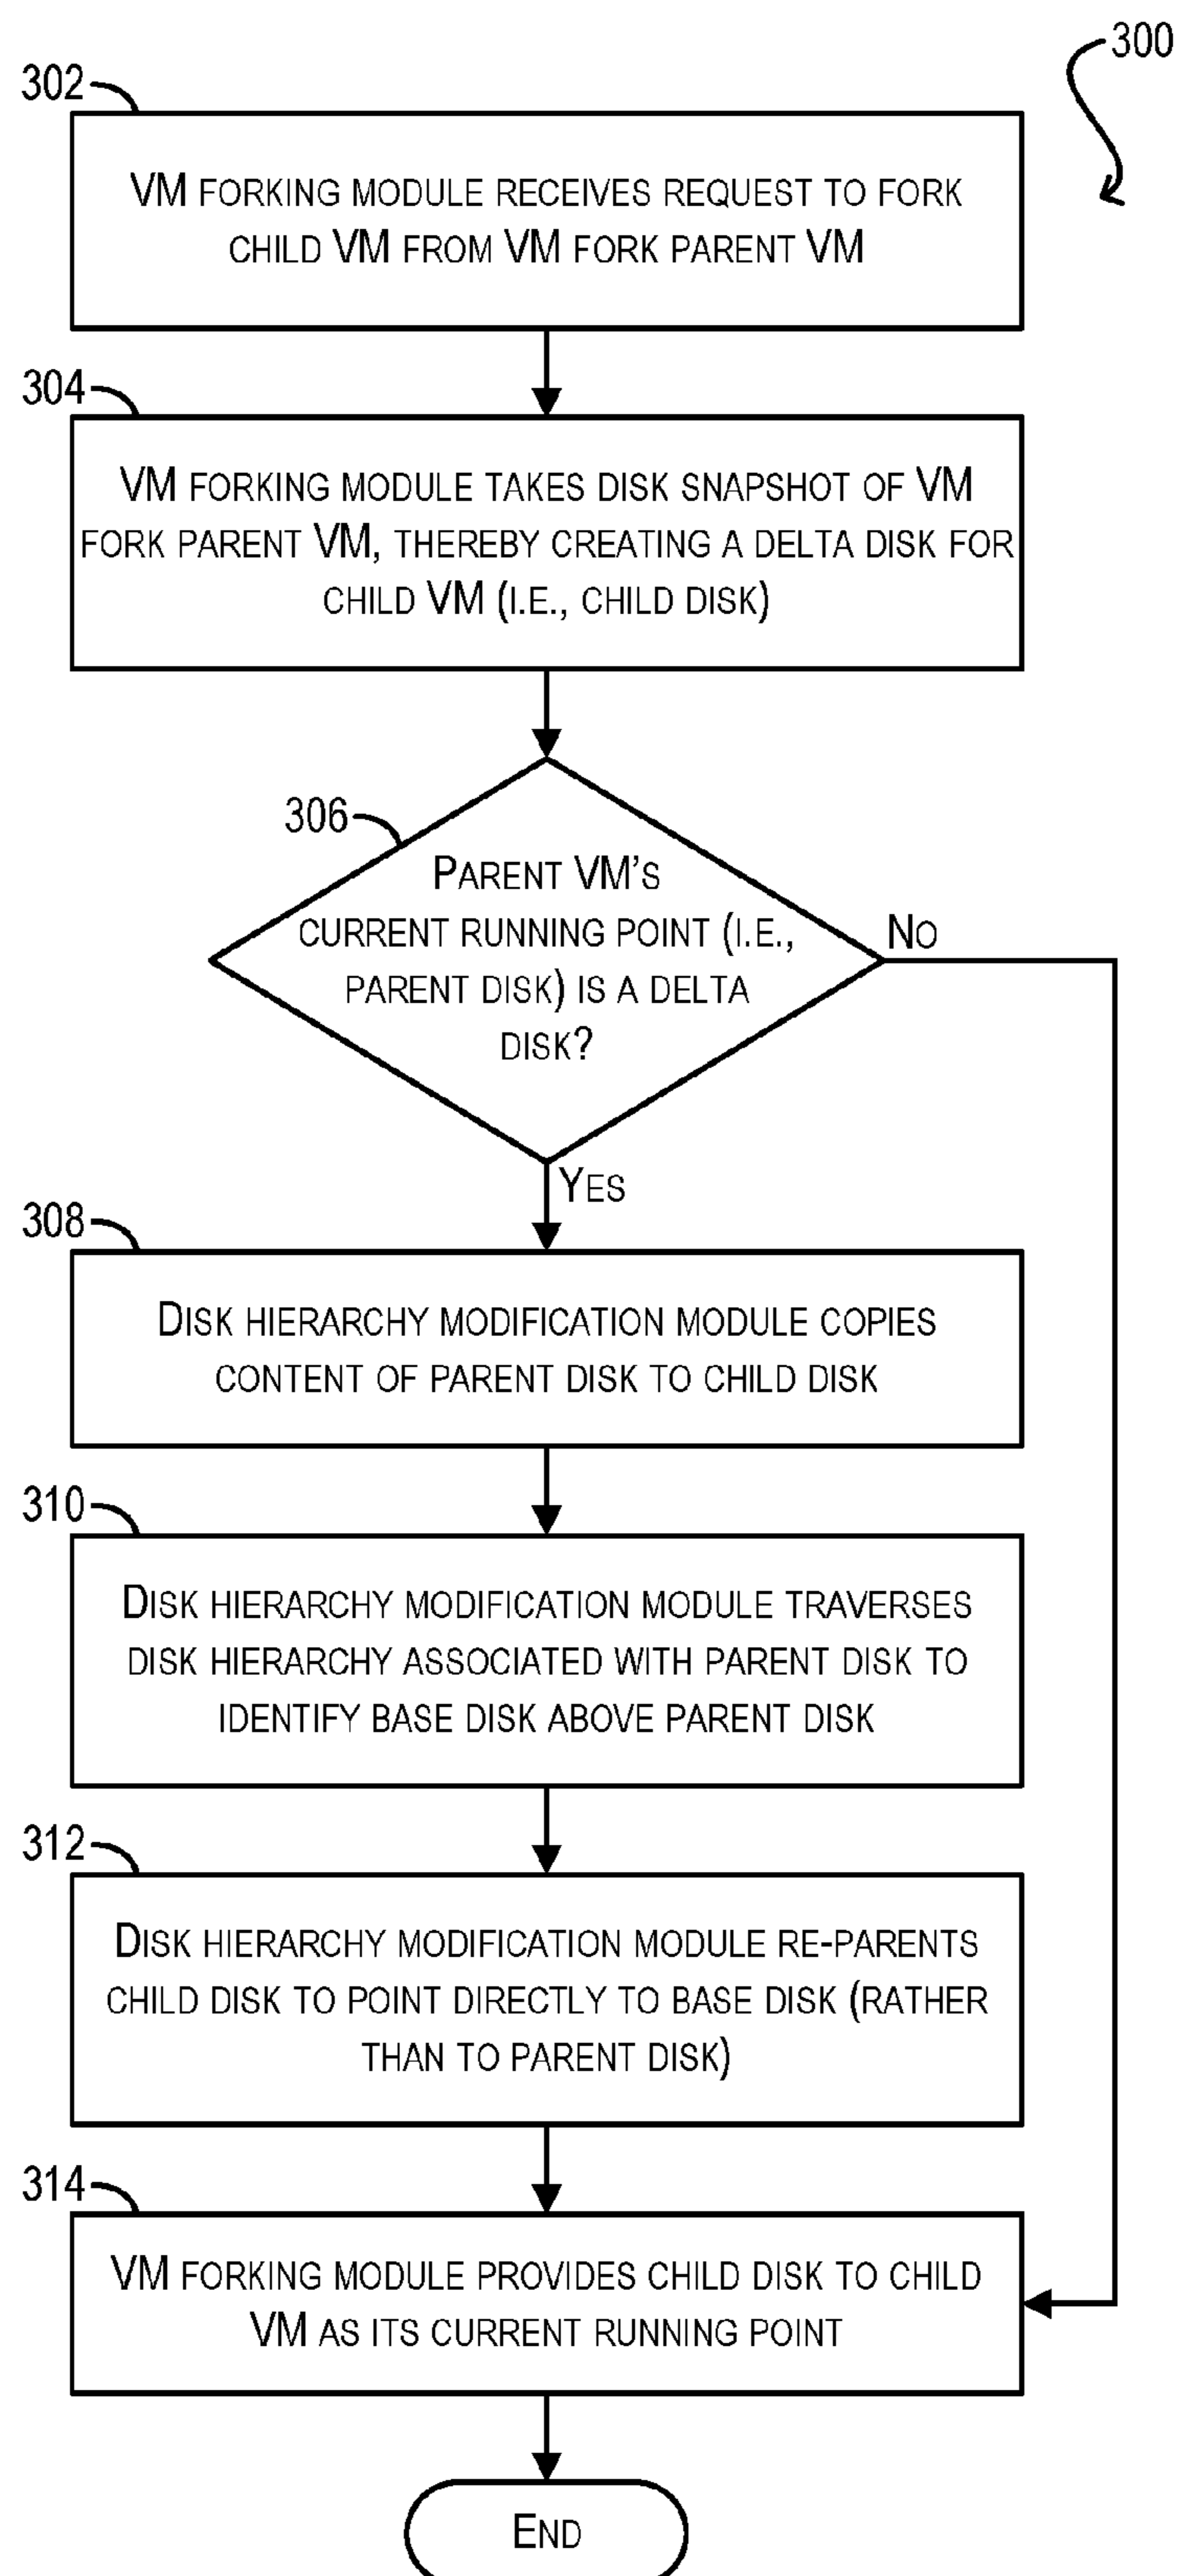 300
302
VM FORKING MODULE RECEIVES REQUEST TO FORK
CHILD VM FROM VM FORK PARENT VM
304
VM FORKING MODULE TAKES DISK SNAPSHOT OF VM
FORK PARENT VM, THEREBY CREATING A DELTA DISK FOR
CHILD VM (I.E., CHILD DISK)
306
PARENT VM'S
CURRENT RUNNING POINT (I.E.,
PARENT DISK) IS A DELTA
DISK?
NO
YES
308
DISK HIERARCHY MODIFICATION MODULE COPIES
CONTENT OF PARENT DISK TO CHILD DISK
310
DISK HIERARCHY MODIFICATION MODULE TRAVERSES
DISK HIERARCHY ASSOCIATED WITH PARENT DISK TO
IDENTIFY BASE DISK ABOVE PARENT DISK
312
DISK HIERARCHY MODIFICATION MODULE RE-PARENTS
CHILD DISK TO POINT DIRECTLY TO BASE DISK (RATHER
THAN TO PARENT DISK)
314
VM FORKING MODULE PROVIDES CHILD DISK TO CHILD
VM AS ITS CURRENT RUNNING POINT
END